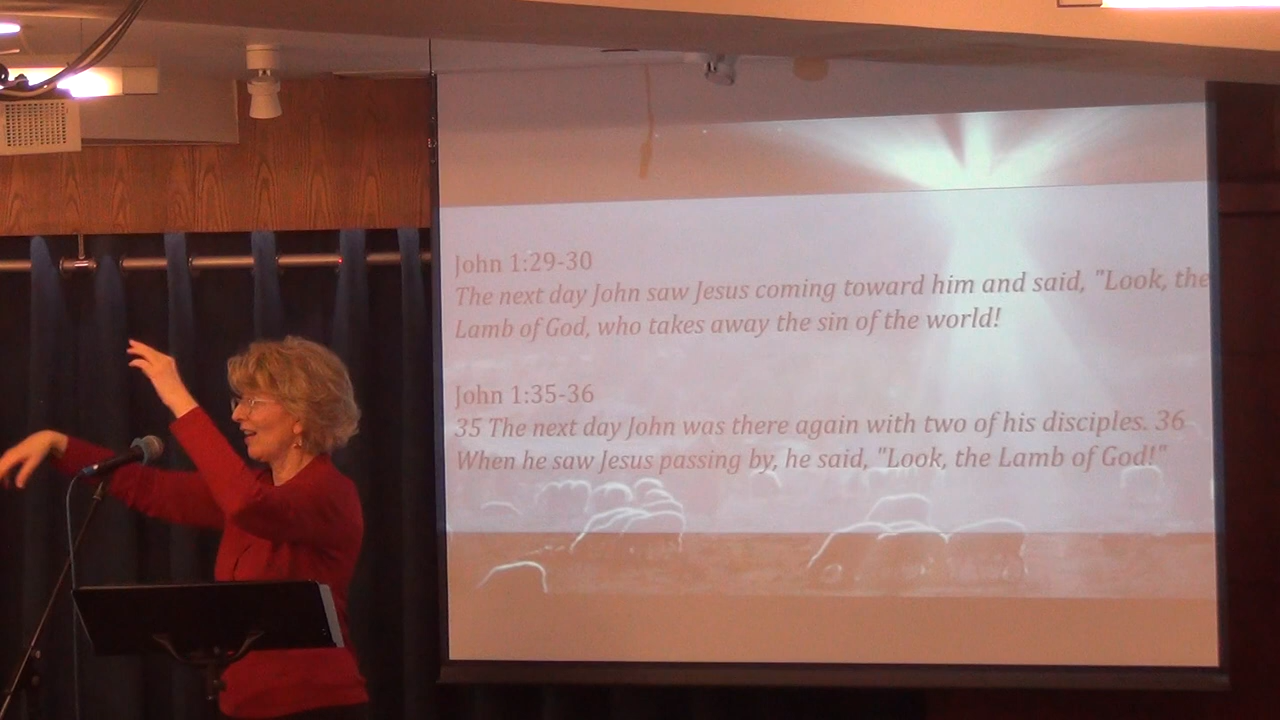 John 1:29-30
The next day John saw Jesus coming toward him and said, "Look, the
Lamb of God, who takes away the sin of the world!
John 1:35-36
35 The next day John was there again with two of his disciples. 36
When he saw Jesus passing by, he said, "Look, the Lamb of God!"